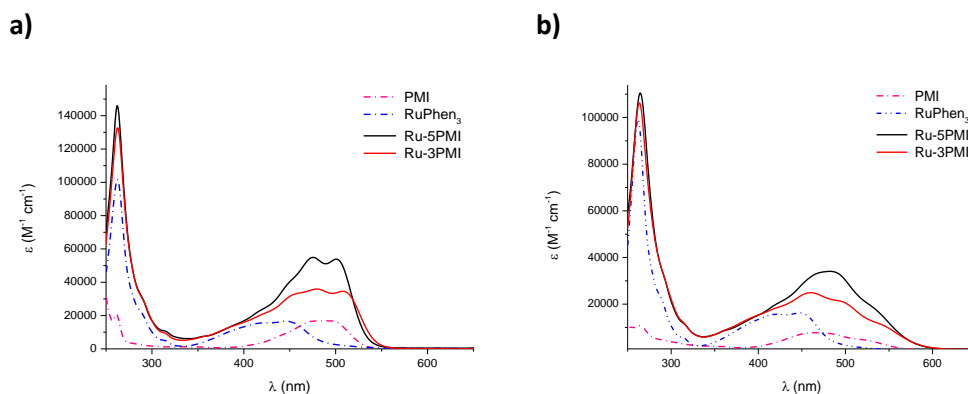 a)
b)
PMI
RuPhen₃
Ru-5PMI
Ru-3PMI
140000
120000
100000
80000
60000
40000
20000
0
ε (M⁻¹ cm⁻¹)
300
400
500
600
λ (nm)
PMI
RuPhen₃
Ru-5PMI
Ru-3PMI
100000
80000
60000
40000
20000
ε (M⁻¹ cm⁻¹)
300
400
500
600
λ (nm)